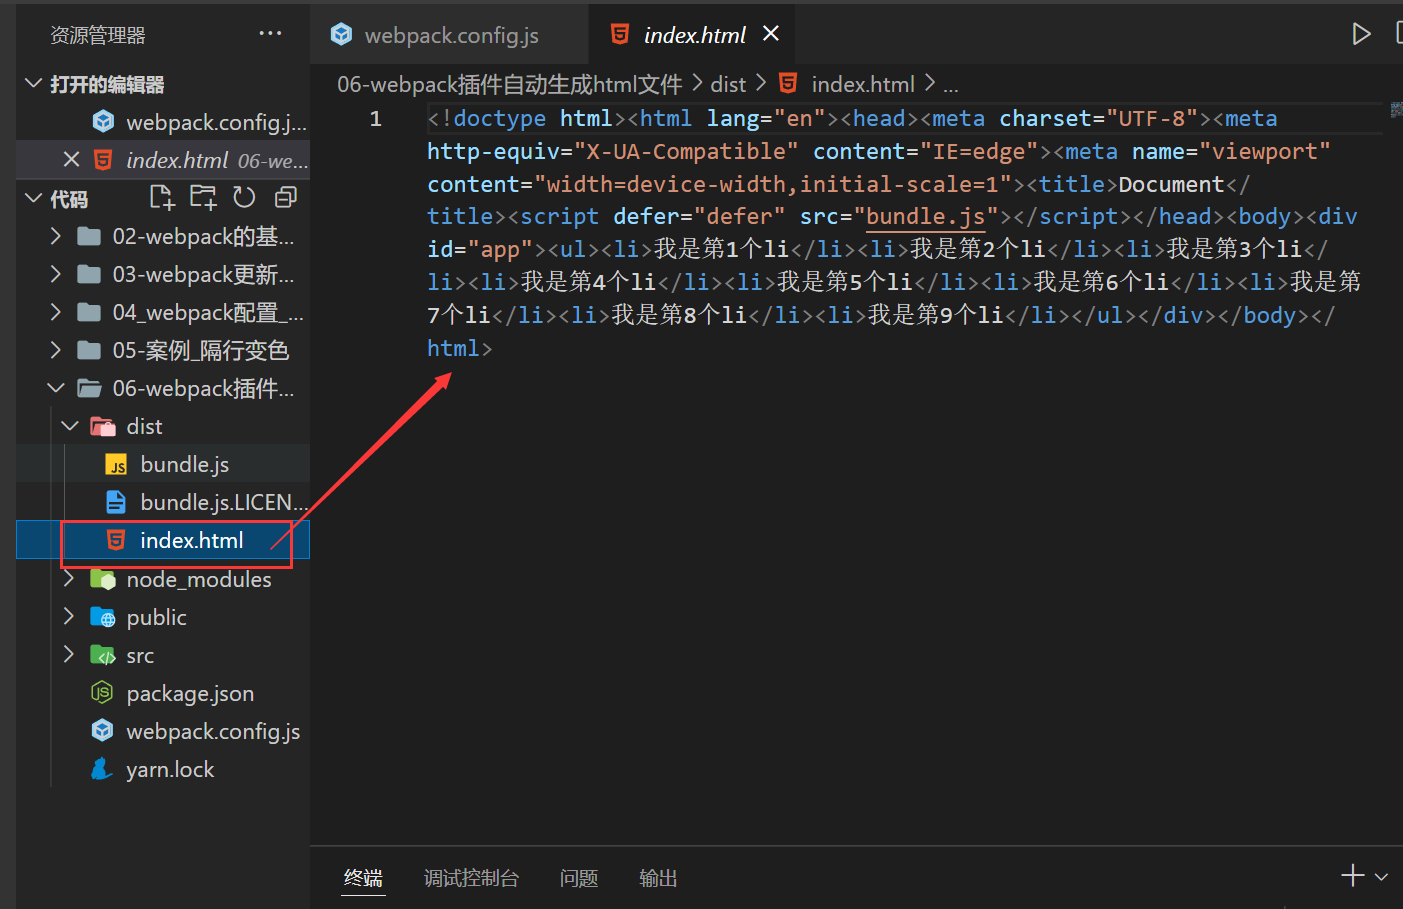 资源管理器 ···
打开的编辑器
webpack.config.j...
index.html 06-we...
代码
02-webpack的基...
03-webpack更新...
04_webpack配置_...
05-案例_隔行变色
06-webpack插件...
dist
bundle.js
bundle.js.LICEN...
index.html
node_modules
public
src
package.json
webpack.config.js
yarn.lock
webpack.config.js index.html
06-webpack插件自动生成html文件 > dist > index.html > ...
1 <!doctype html><html lang="en"><head><meta charset="UTF-8"><meta
http-equiv="X-UA-Compatible" content="IE=edge"><meta name="viewport"
content="width=device-width,initial-scale=1"><title>Document</
title><script defer="defer" src="bundle.js"></script></head><body><div
id="app"><ul><li>我是第1个li</li><li>我是第2个li</li><li>我是第3个li</
li><li>我是第4个li</li><li>我是第5个li</li><li>我是第6个li</li><li>我是第
7个li</li><li>我是第8个li</li><li>我是第9个li</li></ul></div></body></
html>
终端 调试控制台 问题 输出